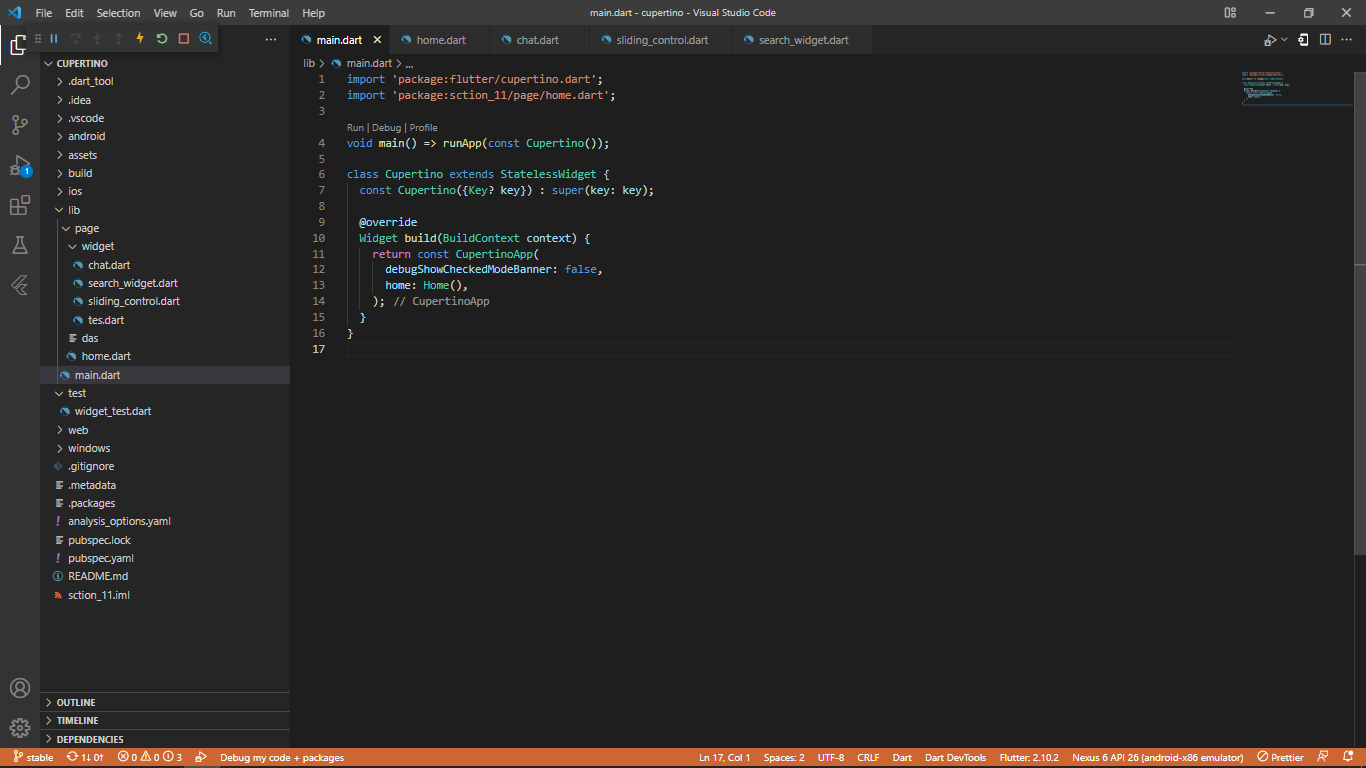 File Edit Selection View Go Run Terminal Help
main.dart - cupertino - Visual Studio Code
main.dart home.dart chat.dart sliding_control.dart search_widget.dart
lib > main.dart > ...
CUPERTINO
.dart_tool
.idea
.vscode
android
assets
build
ios
lib
page
widget
chat.dart
search_widget.dart
sliding_control.dart
tes.dart
das
home.dart
main.dart
test
widget_test.dart
web
windows
.gitignore
.metadata
.packages
analysis_options.yaml
pubspec.lock
pubspec.yaml
README.md
sction_11.iml
OUTLINE
TIMELINE
DEPENDENCIES
1
1 import 'package:flutter/cupertino.dart';
2 import 'package:sction_11/page/home.dart';
3
Run | Debug | Profile
4 void main() => runApp(const Cupertino());
5
6 class Cupertino extends StatelessWidget {
7 const Cupertino({Key? key}) : super(key: key);
8
9 @override
10 Widget build(BuildContext context) {
11 return const CupertinoApp(
12 debugShowCheckedModeBanner: false,
13 home: Home(),
14 ); // CupertinoApp
15 }
16 }
17
stable 1↓ 0↑ 0 0 3 Debug my code + packages Ln 17, Col 1 Spaces: 2 UTF-8 CRLF Dart Dart DevTools Flutter: 2.10.2 Nexus 6 API 26 (android-x86 emulator) Prettier